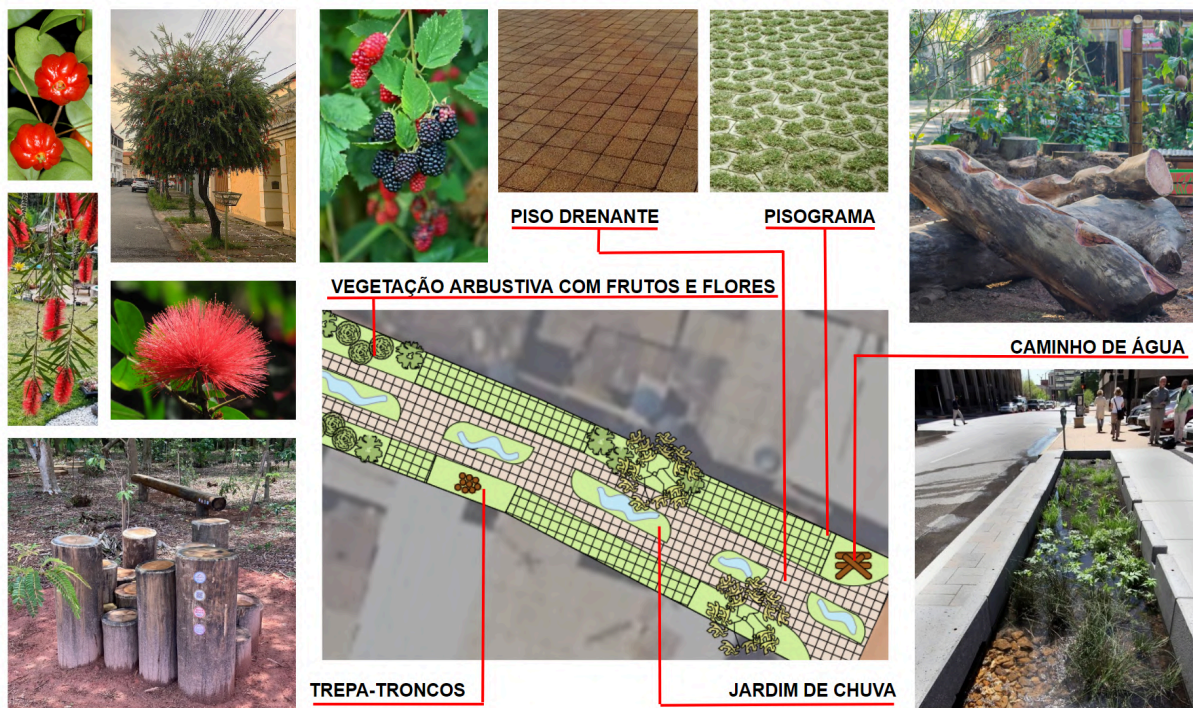 PISO DRENANTE
PISOGRAMA
VEGETAÇÃO ARBUSTIVA COM FRUTOS E FLORES
CAMINHO DE ÁGUA
TREPA-TRONCOS
JARDIM DE CHUVA